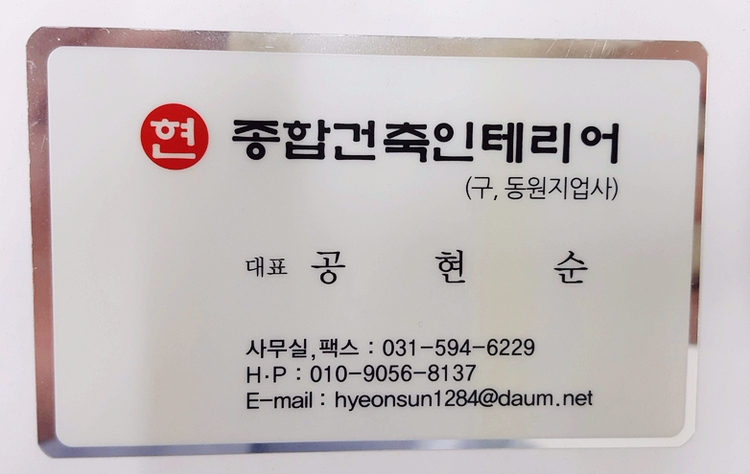 현 종합건축인테리어
(구, 동원지업사)
대표 공 현 순
사무실,팩스 : 031-594-6229
H·P : 010-9056-8137
E-mail : hyeonsun1284@daum.net